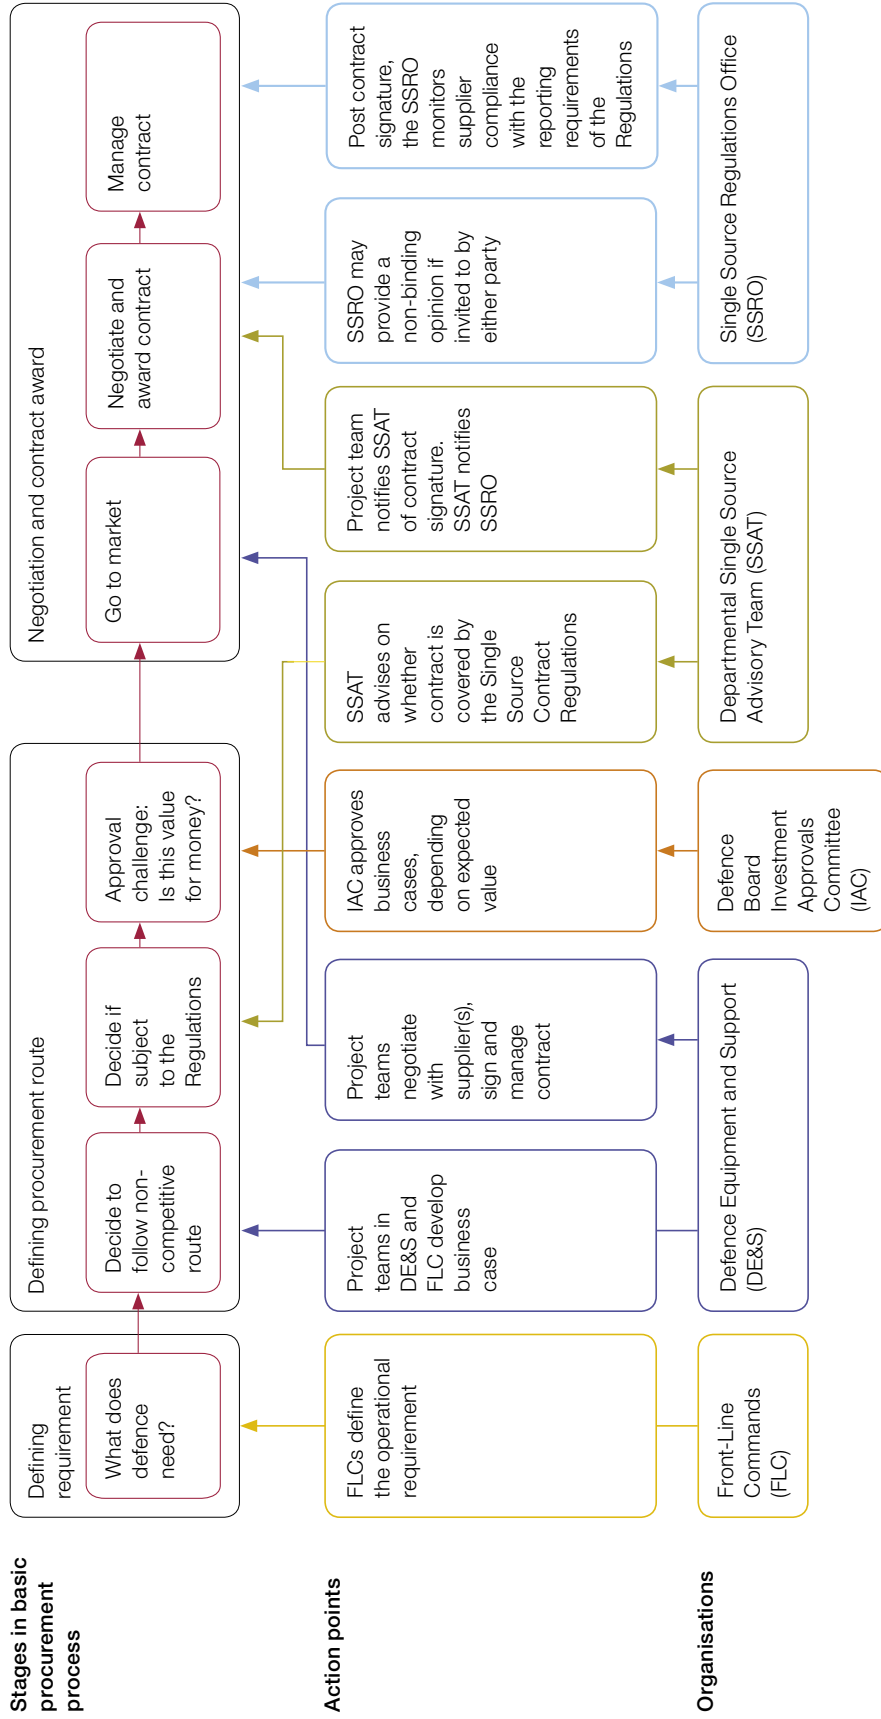 Stages in basic
procurement
process
Defining
requirement
What does
defence
need?
Defining procurement route
Decide to
follow non-
competitive
route
Decide if
subject
to the
Regulations
Approval
challenge:
Is this value
for money?
Negotiation and contract award
Go to market
Negotiate and
award contract
Manage
contract
Action points
FLCs define
the operational
requirement
Project
teams in
DE&S and
FLC develop
business
case
Project
teams
negotiate
with
supplier(s),
sign and
manage
contract
IAC approves
business
cases,
depending
on expected
value
SSAT
advises on
whether
contract is
covered by
the Single
Source
Contract
Regulations
Project team
notifies SSAT
of contract
signature.
SSAT notifies
SSRO
SSRO may
provide a
non-binding
opinion if
invited to by
either party
Post contract
signature,
the SSRO
monitors
supplier
compliance
with the
reporting
requirements
of the
Regulations
Organisations
Front-Line
Commands
(FLC)
Defence Equipment and Support
(DE&S)
Defence
Board
Investment
Approvals
Committee
(IAC)
Departmental Single Source
Advisory Team (SSAT)
Single Source Regulations Office
(SSRO)